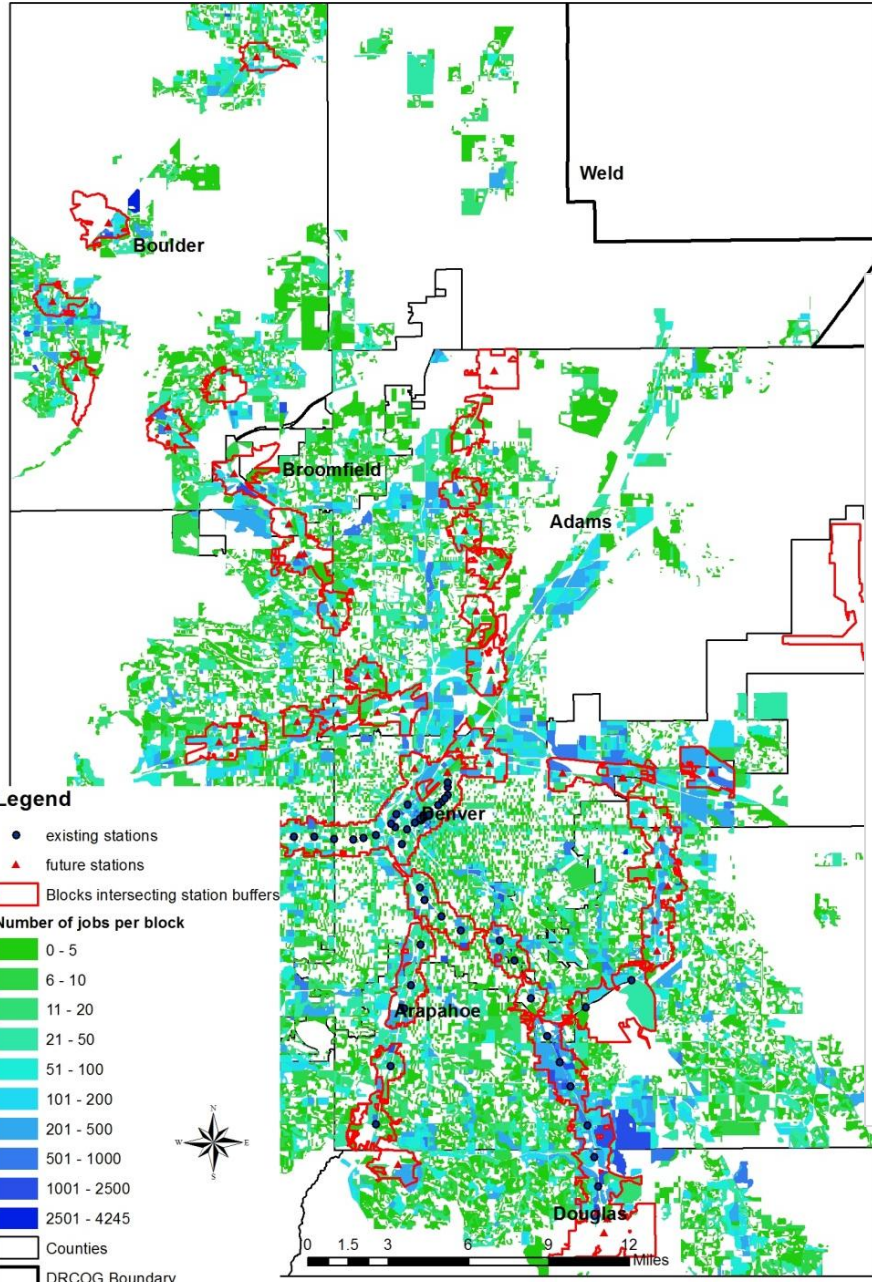 Weld
Boulder
Broomfield
Adams
Denver
Arapahoe
Douglas
Legend
existing stations
future stations
Blocks intersecting station buffers
Number of jobs per block
0 - 5
6 - 10
11 - 20
21 - 50
51 - 100
101 - 200
201 - 500
501 - 1000
1001 - 2500
2501 - 4245
Counties
DRCOG Boundary
N
W
E
S
0 1.5 3 6 9 12
Miles